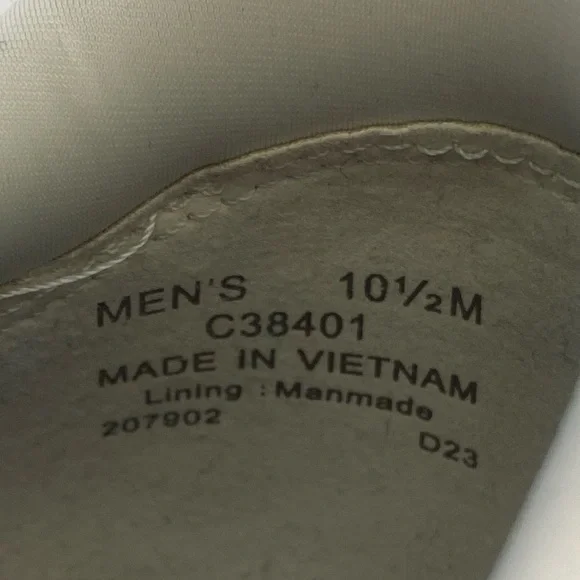 MEN'S 10½M
C38401
MADE IN VIETNAM
Lining : Manmade
207902
D23